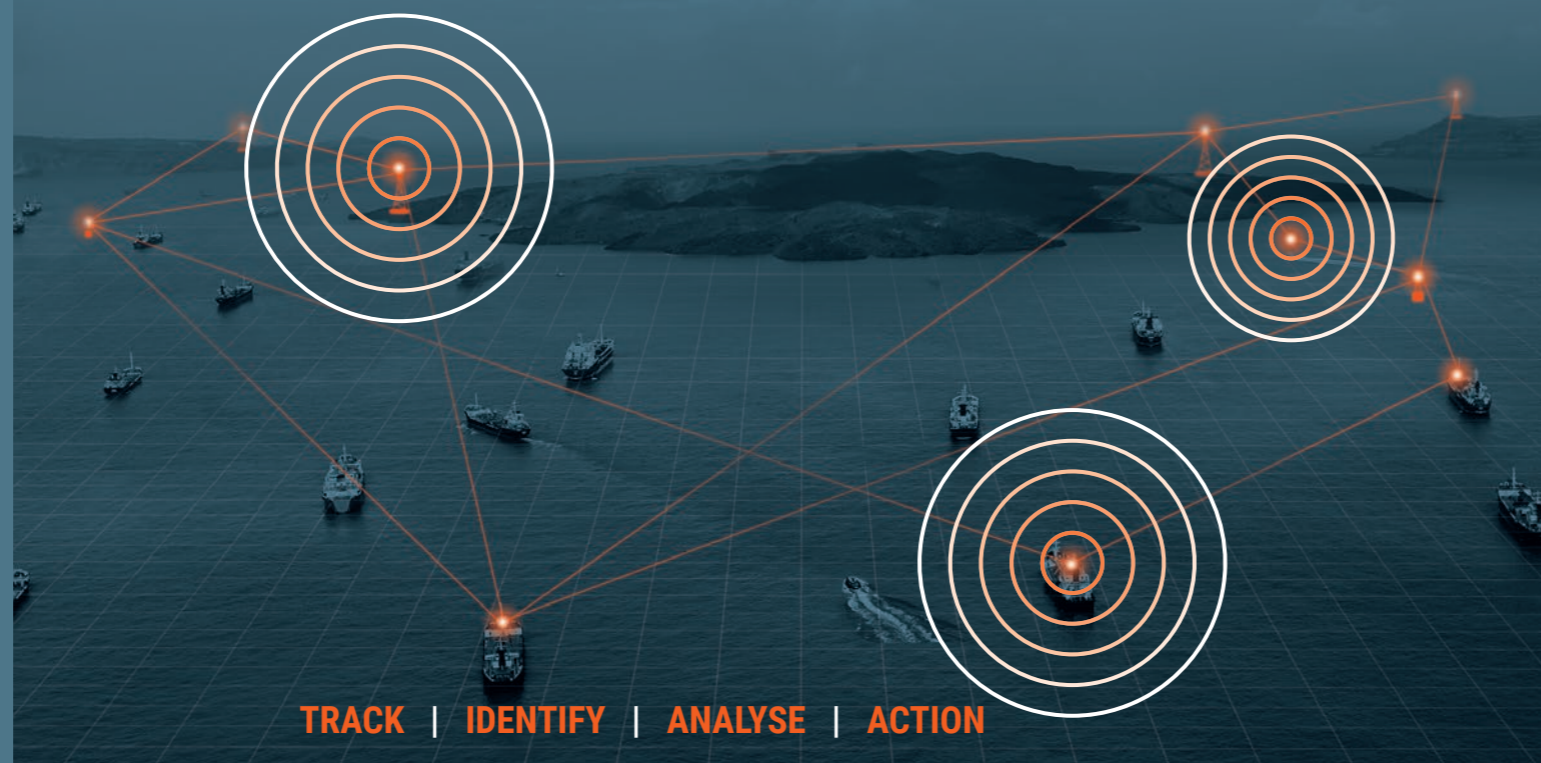 TRACK | IDENTIFY | ANALYSE | ACTION